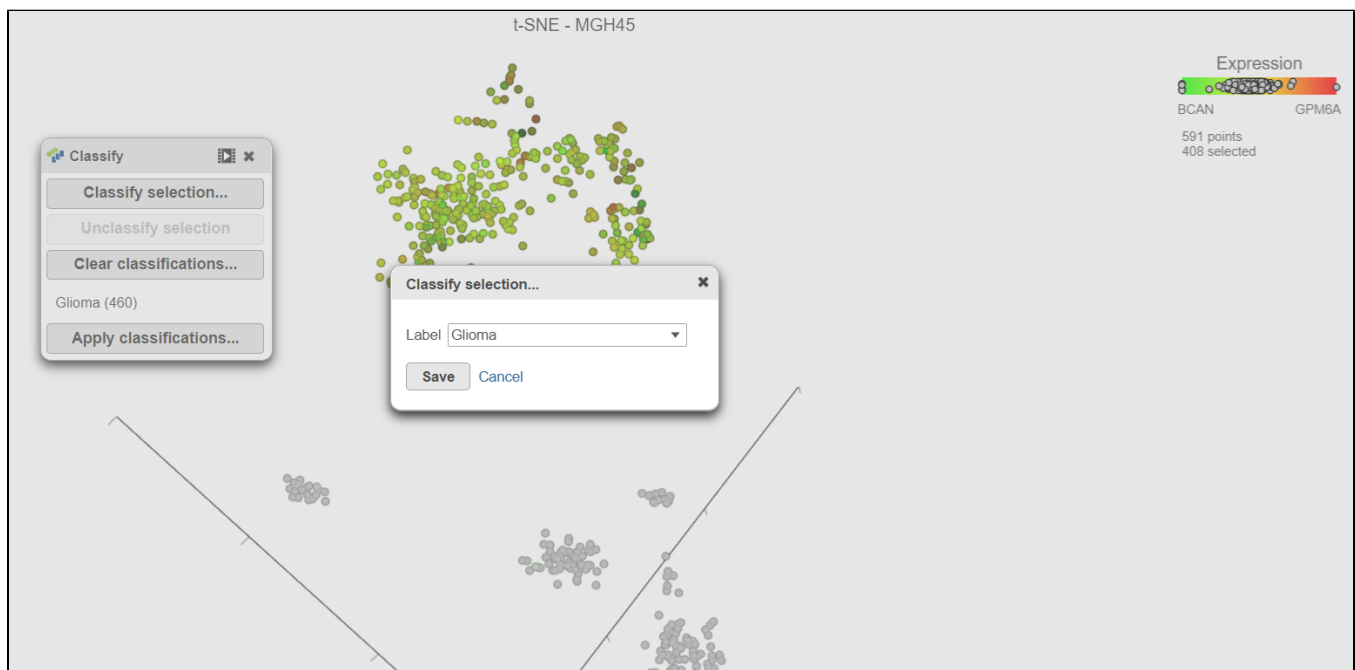 t-SNE - MGH45
Expression
BCAN GPM6A
591 points
408 selected
Classify
Classify selection...
Unclassify selection
Clear classifications...
Glioma (460)
Apply classifications...
Classify selection...
Label Glioma
Save Cancel